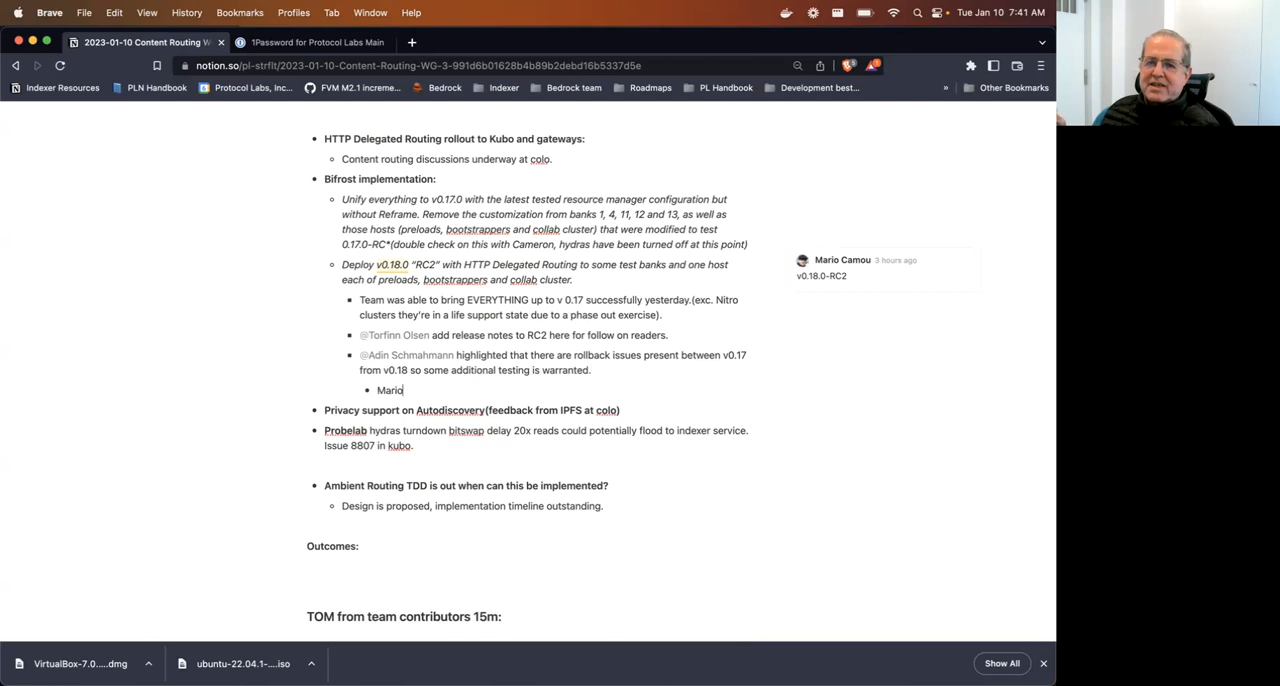 Brave File Edit View History Bookmarks Profiles Tab Window Help Tue Jan 10 7:41 AM
2023-01-10 Content Routing W 1Password for Protocol Labs Main
notion.so/pl-strflt/2023-01-10-Content-Routing-WG-3-991d6b01628b4b89b2debd16b5337d5e
Indexer Resources PLN Handbook Protocol Labs, Inc... FVM M2.1 increme... Bedrock Indexer Bedrock team Roadmaps PL Handbook Development best... » Other Bookmarks
HTTP Delegated Routing rollout to Kubo and gateways:
Content routing discussions underway at colo.
Bifrost implementation:
Unify everything to v0.17.0 with the latest tested resource manager configuration but
without Reframe. Remove the customization from banks 1, 4, 11, 12 and 13, as well as
those hosts (preloads, bootstrappers and collab cluster) that were modified to test
0.17.0-RC*(double check on this with Cameron, hydras have been turned off at this point)
Deploy v0.18.0 “RC2” with HTTP Delegated Routing to some test banks and one host
each of preloads, bootstrappers and collab cluster.
Mario Camou 3 hours ago
v0.18.0-RC2
Team was able to bring EVERYTHING up to v 0.17 successfully yesterday.(exc. Nitro
clusters they're in a life support state due to a phase out exercise).
@Torfinn Olsen add release notes to RC2 here for follow on readers.
@Adin Schmahmann highlighted that there are rollback issues present between v0.17
from v0.18 so some additional testing is warranted.
Mario
Privacy support on Autodiscovery(feedback from IPFS at colo)
Probelab hydras turndown bitswap delay 20x reads could potentially flood to indexer service.
Issue 8807 in kubo.
Ambient Routing TDD is out when can this be implemented?
Design is proposed, implementation timeline outstanding.
Outcomes:
TOM from team contributors 15m:
VirtualBox-7.0.....dmg ubuntu-22.04.1-....iso Show All